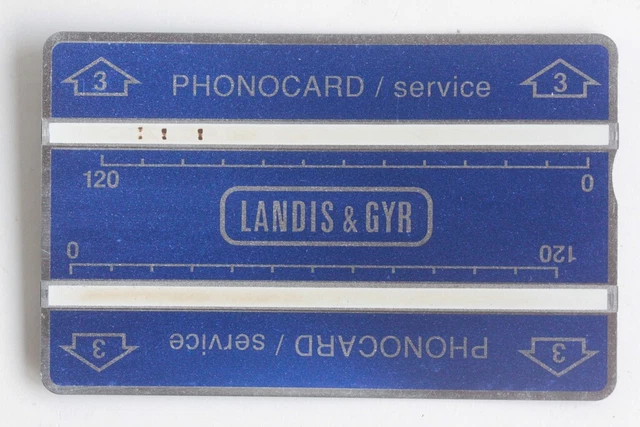 3 PHONOCARD / service 3
120 0
LANDIS & GYR
0 120
3 PHONOCARD / service 3